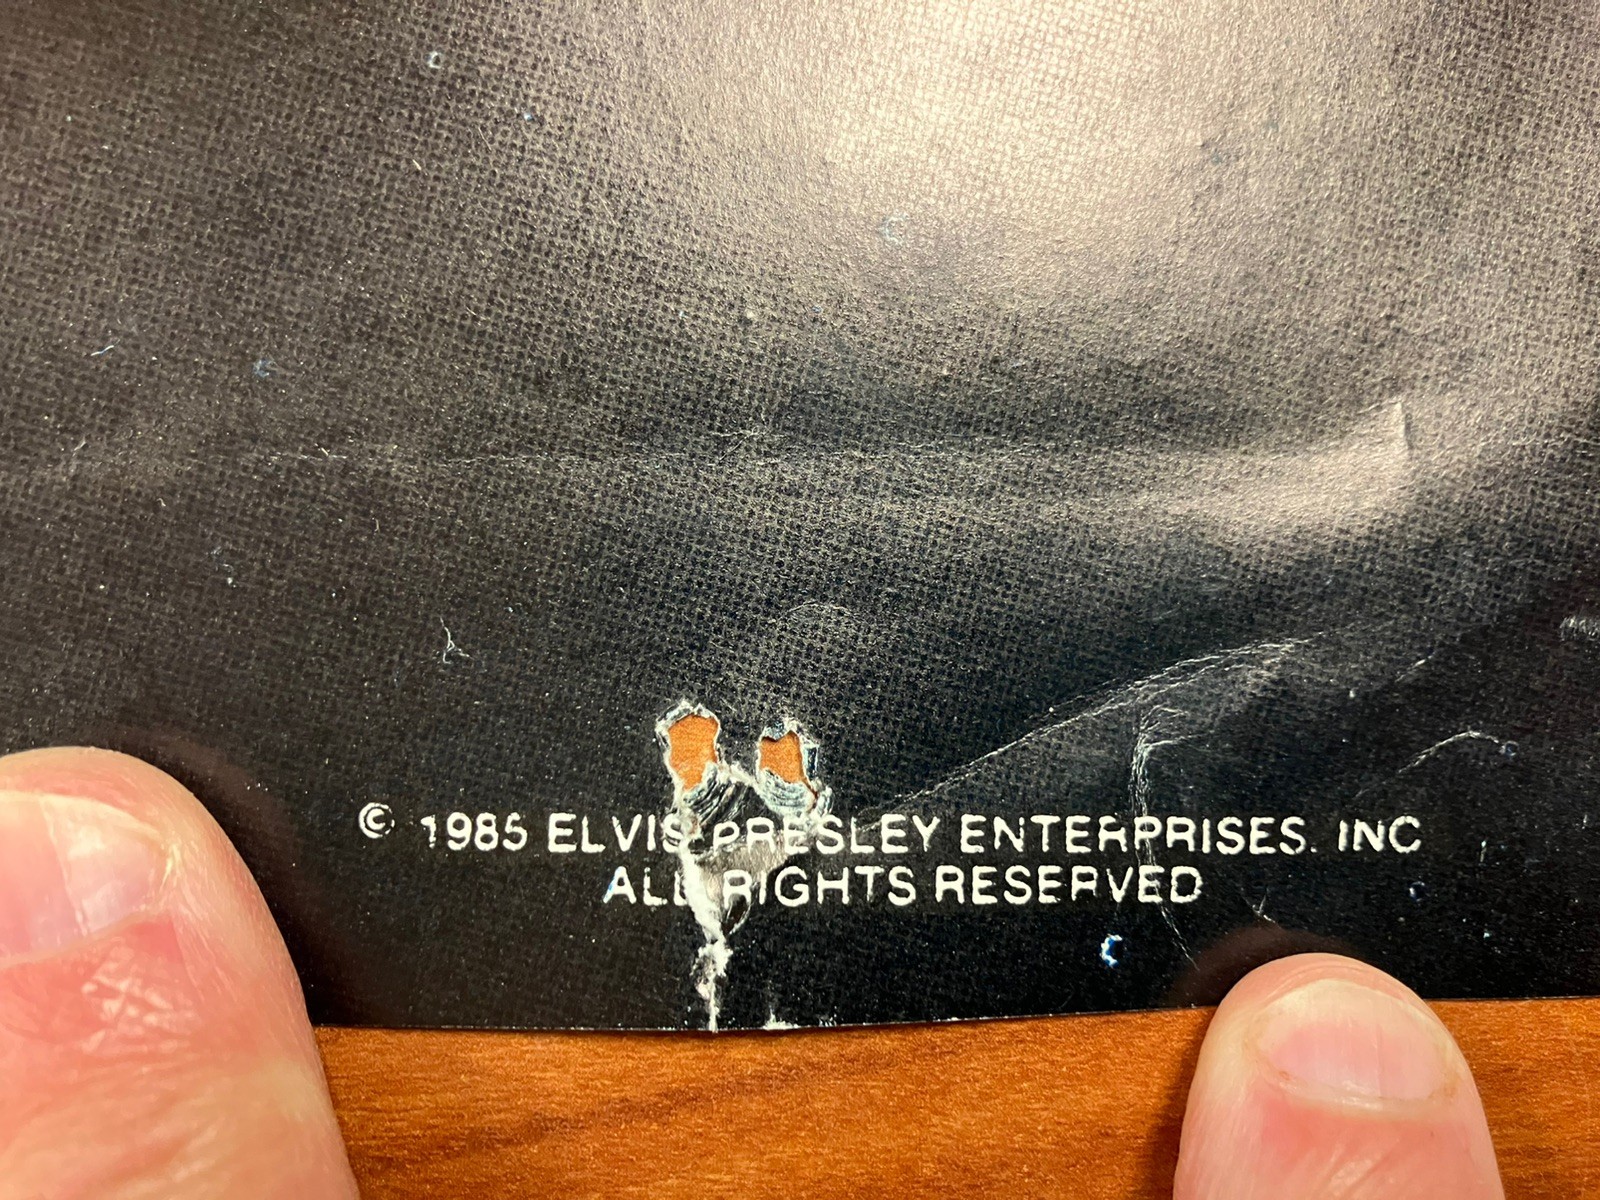 © 1985 ELVIS PRESLEY ENTERPRISES. INC
ALL RIGHTS RESERVED